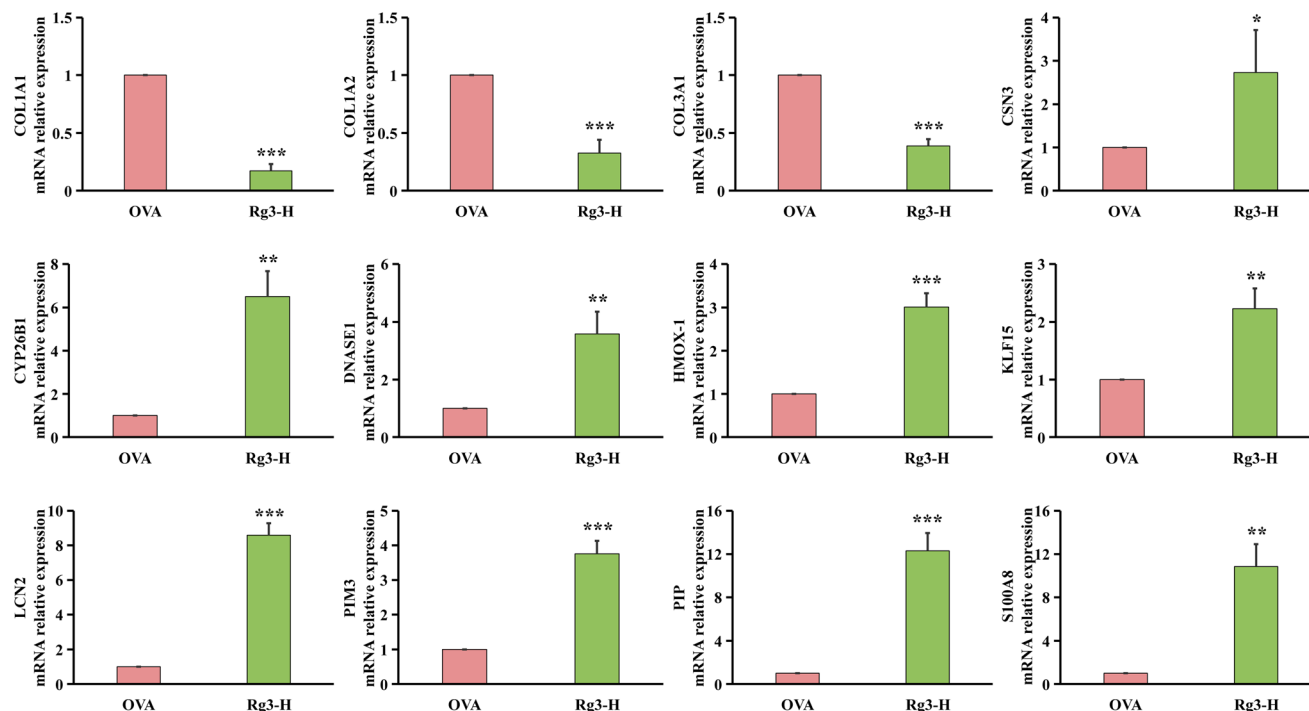 COL1A1
mRNA relative expression
1.5
1
0.5
0
***
OVA
Rg3-H
COL1A2
mRNA relative expression
1.5
1
0.5
0
***
OVA
Rg3-H
COL3A1
mRNA relative expression
1.5
1
0.5
0
***
OVA
Rg3-H
CSN3
mRNA relative expression
4
3
2
1
0
*
OVA
Rg3-H
CYP26B1
mRNA relative expression
8
6
4
2
0
**
OVA
Rg3-H
DNASE1
mRNA relative expression
6
4
2
0
**
OVA
Rg3-H
HMOX-1
mRNA relative expression
4
3
2
1
0
***
OVA
Rg3-H
KLF15
mRNA relative expression
3
2
1
0
**
OVA
Rg3-H
LCN2
mRNA relative expression
10
8
6
4
2
0
***
OVA
Rg3-H
PIM3
mRNA relative expression
5
4
3
2
1
0
***
OVA
Rg3-H
PIP
mRNA relative expression
16
12
8
4
0
***
OVA
Rg3-H
S100A8
mRNA relative expression
16
12
8
4
0
**
OVA
Rg3-H